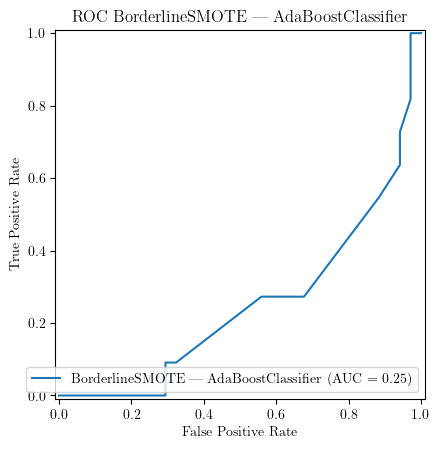 ROC BorderlineSMOTE — AdaBoostClassifier
1.0
0.8
0.6
0.4
0.2
0.0
True Positive Rate
BorderlineSMOTE — AdaBoostClassifier (AUC = 0.25)
0.0 0.2 0.4 0.6 0.8 1.0
False Positive Rate